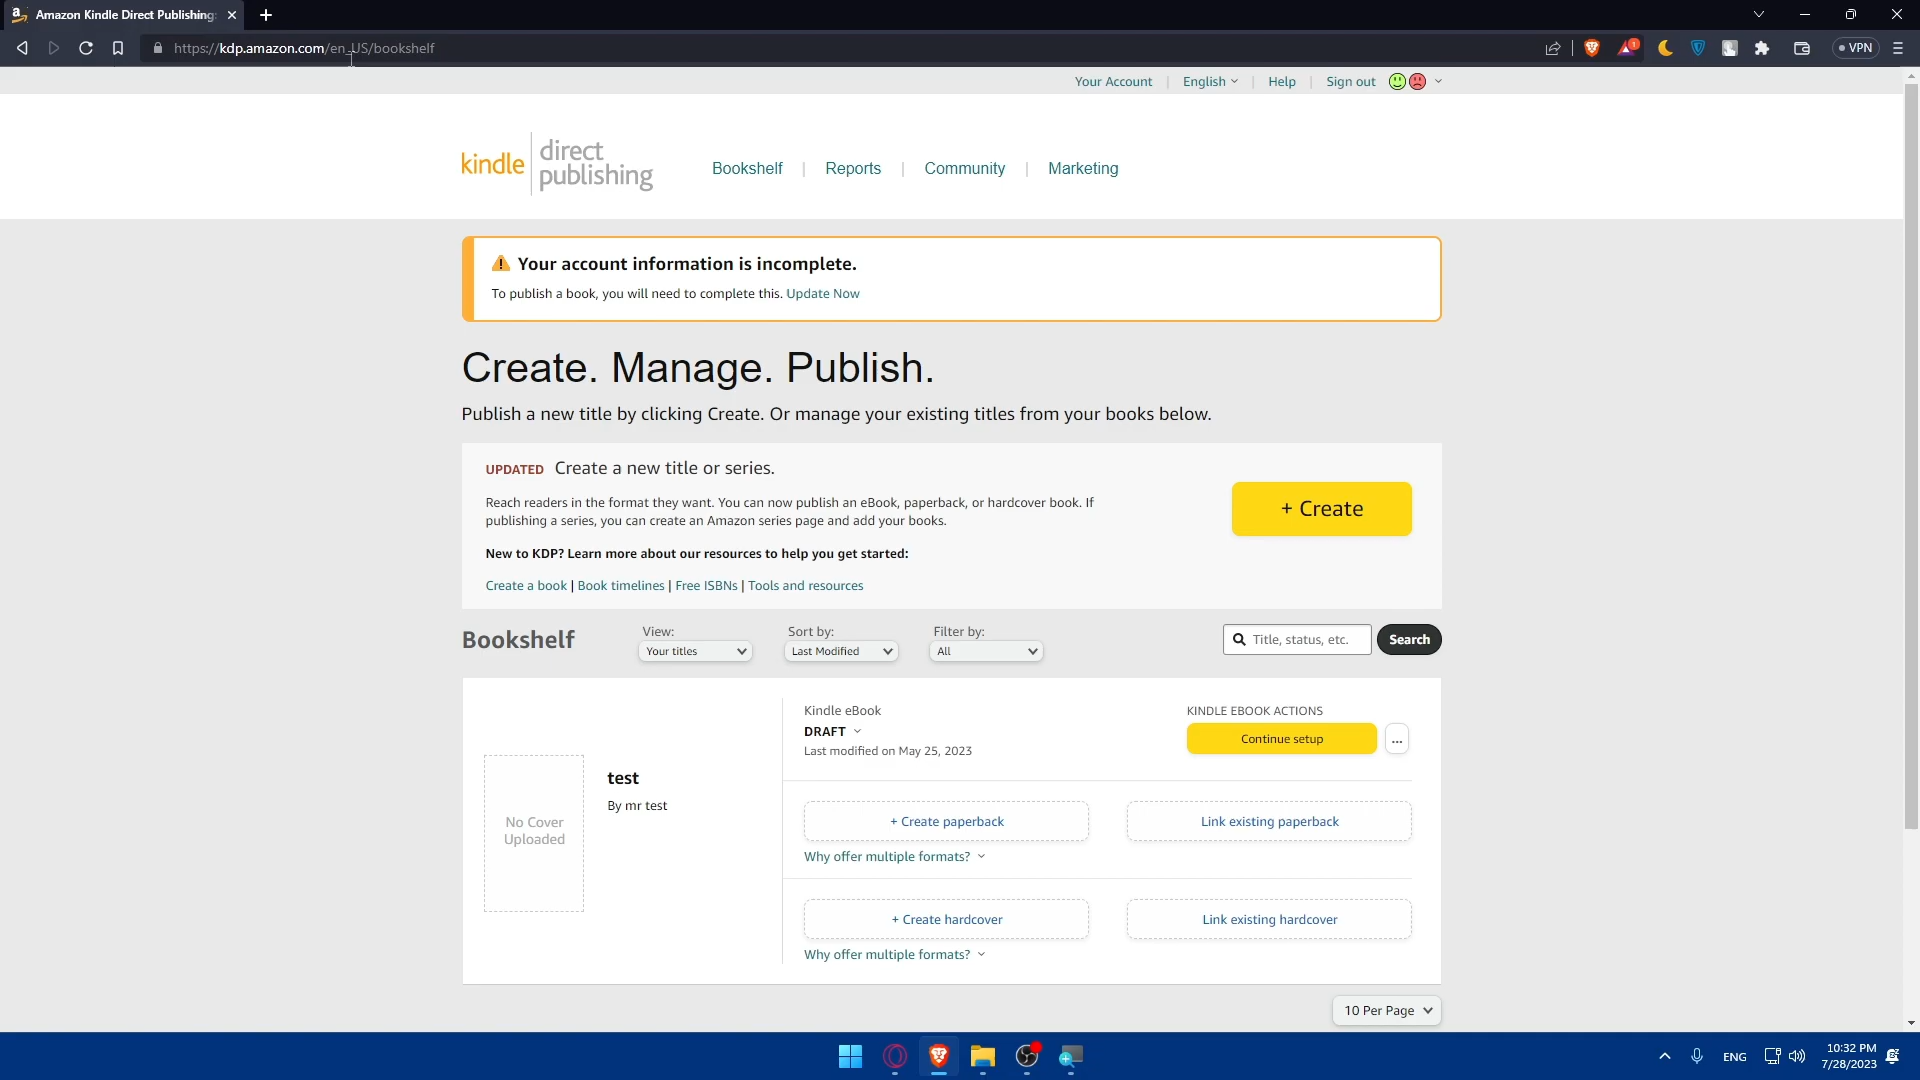 Amazon Kindle Direct Publishing:
https://kdp.amazon.com/en_US/bookshelf
1
VPN
Your Account | English | Help | Sign out
kindle direct publishing
Bookshelf | Reports | Community | Marketing
Your account information is incomplete.
To publish a book, you will need to complete this. Update Now
Create. Manage. Publish.
Publish a new title by clicking Create. Or manage your existing titles from your books below.
UPDATED Create a new title or series.
Reach readers in the format they want. You can now publish an eBook, paperback, or hardcover book. If
publishing a series, you can create an Amazon series page and add your books.
+ Create
New to KDP? Learn more about our resources to help you get started:
Create a book | Book timelines | Free ISBNs | Tools and resources
Bookshelf
View:
Your titles
Sort by:
Last Modified
Filter by:
All
Title, status, etc.
Search
No Cover
Uploaded
test
By mr test
Kindle eBook
DRAFT
Last modified on May 25, 2023
KINDLE EBOOK ACTIONS
Continue setup
...
+ Create paperback
Link existing paperback
Why offer multiple formats?
+ Create hardcover
Link existing hardcover
Why offer multiple formats?
10 Per Page
ENG
10:32 PM
7/28/2023